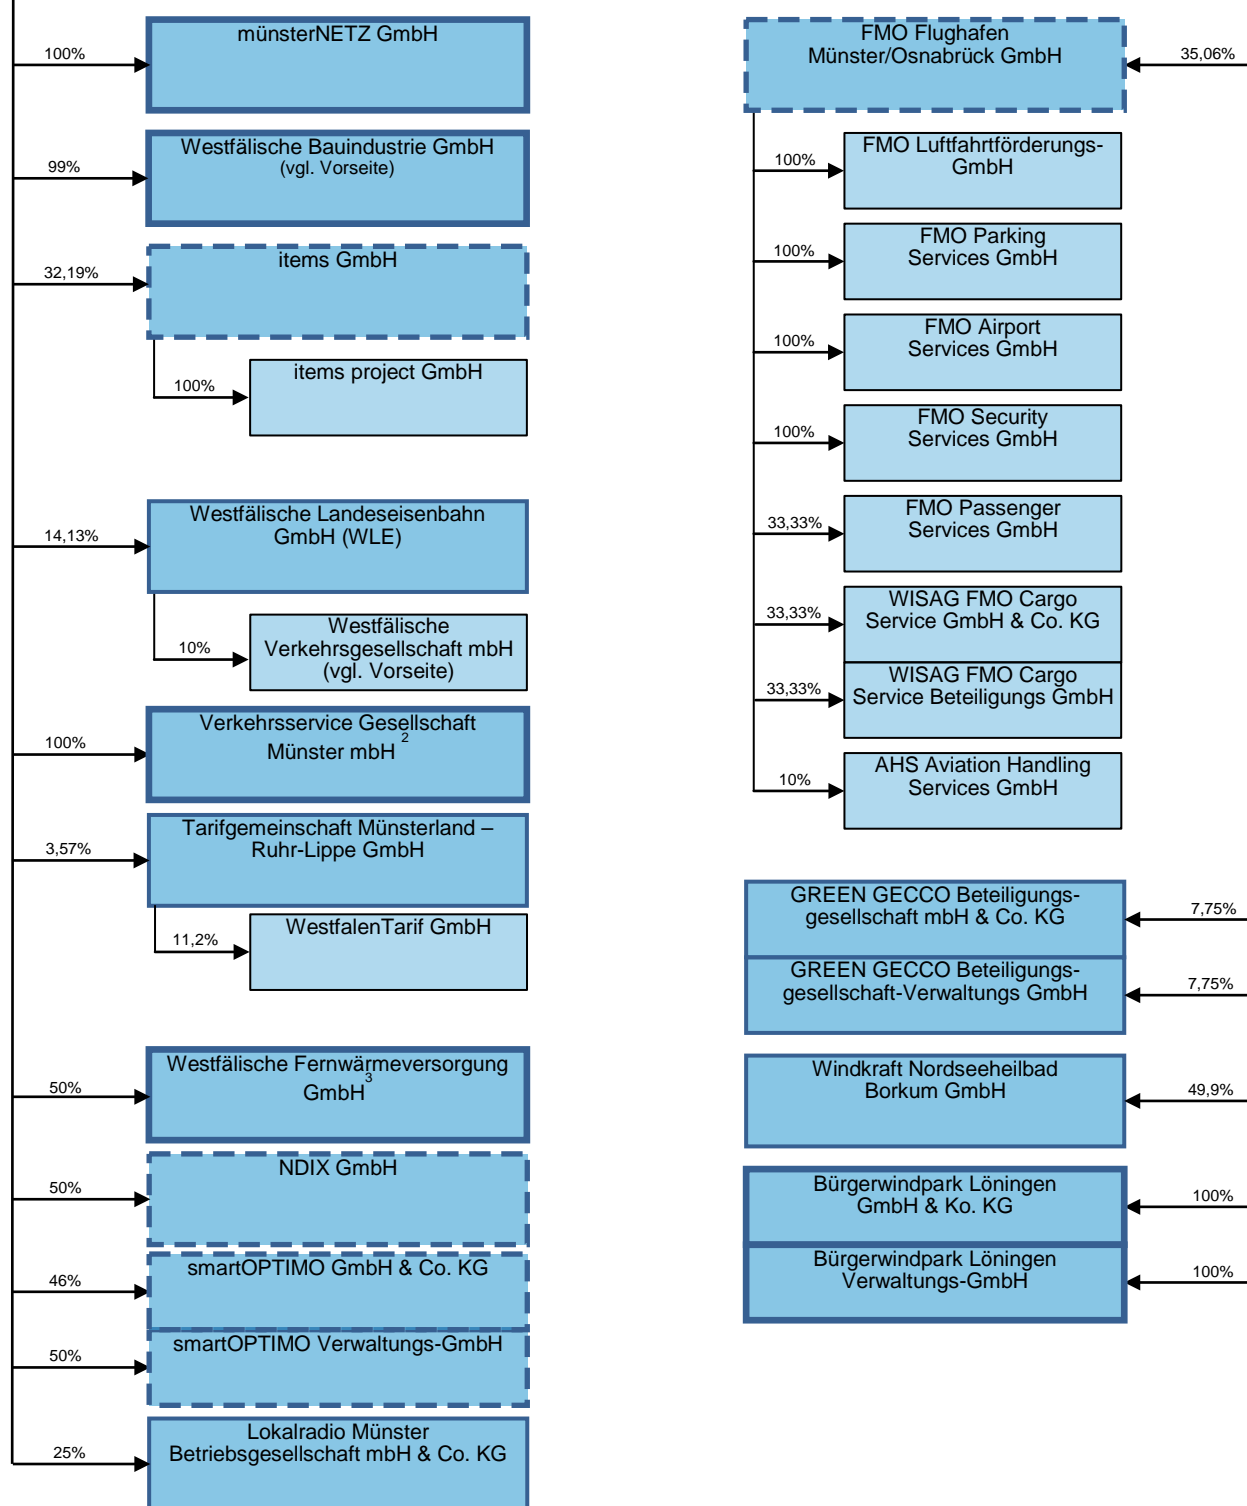 münsterNETZ GmbH
100%
Westfälische Bauindustrie GmbH
(vgl. Vorseite)
99%
items GmbH
32,19%
items project GmbH
100%
Westfälische Landeseisenbahn
GmbH (WLE)
14,13%
Westfälische
Verkehrsgesellschaft mbH
(vgl. Vorseite)
10%
Verkehrsservice Gesellschaft
Münster mbH 2
100%
Tarifgemeinschaft Münsterland –
Ruhr-Lippe GmbH
3,57%
WestfalenTarif GmbH
11,2%
Westfälische Fernwärmeversorgung
GmbH3
50%
NDIX GmbH
50%
smartOPTIMO GmbH & Co. KG
46%
smartOPTIMO Verwaltungs-GmbH
50%
Lokalradio Münster
Betriebsgesellschaft mbH & Co. KG
25%
FMO Flughafen
Münster/Osnabrück GmbH
35,06%
FMO Luftfahrtförderungs-
GmbH
100%
FMO Parking
Services GmbH
100%
FMO Airport
Services GmbH
100%
FMO Security
Services GmbH
100%
FMO Passenger
Services GmbH
33,33%
WISAG FMO Cargo
Service GmbH & Co. KG
33,33%
WISAG FMO Cargo
Service Beteiligungs GmbH
33,33%
AHS Aviation Handling
Services GmbH
10%
GREEN GECCO Beteiligungs-
gesellschaft mbH & Co. KG
7,75%
GREEN GECCO Beteiligungs-
gesellschaft-Verwaltungs GmbH
7,75%
Windkraft Nordseeheilbad
Borkum GmbH
49,9%
Bürgerwindpark Löningen
GmbH & Ko. KG
100%
Bürgerwindpark Löningen
Verwaltungs-GmbH
100%